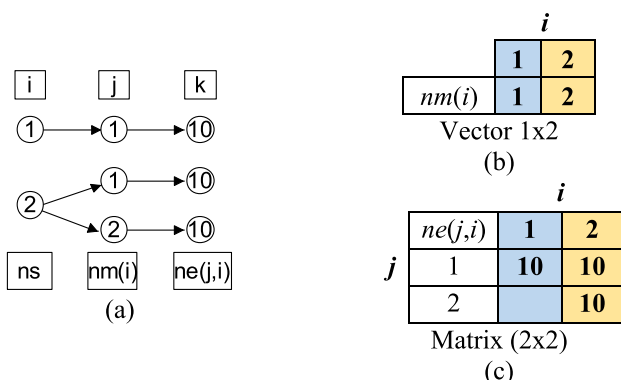 i j k
1 1 10
1 10
2
2 10
ns nm(i) ne(j,i)
(a)
i
1 2
nm(i) 1 2
Vector 1x2
(b)
i
ne(j,i) 1 2
j 1 10 10
2 10
Matrix (2x2)
(c)